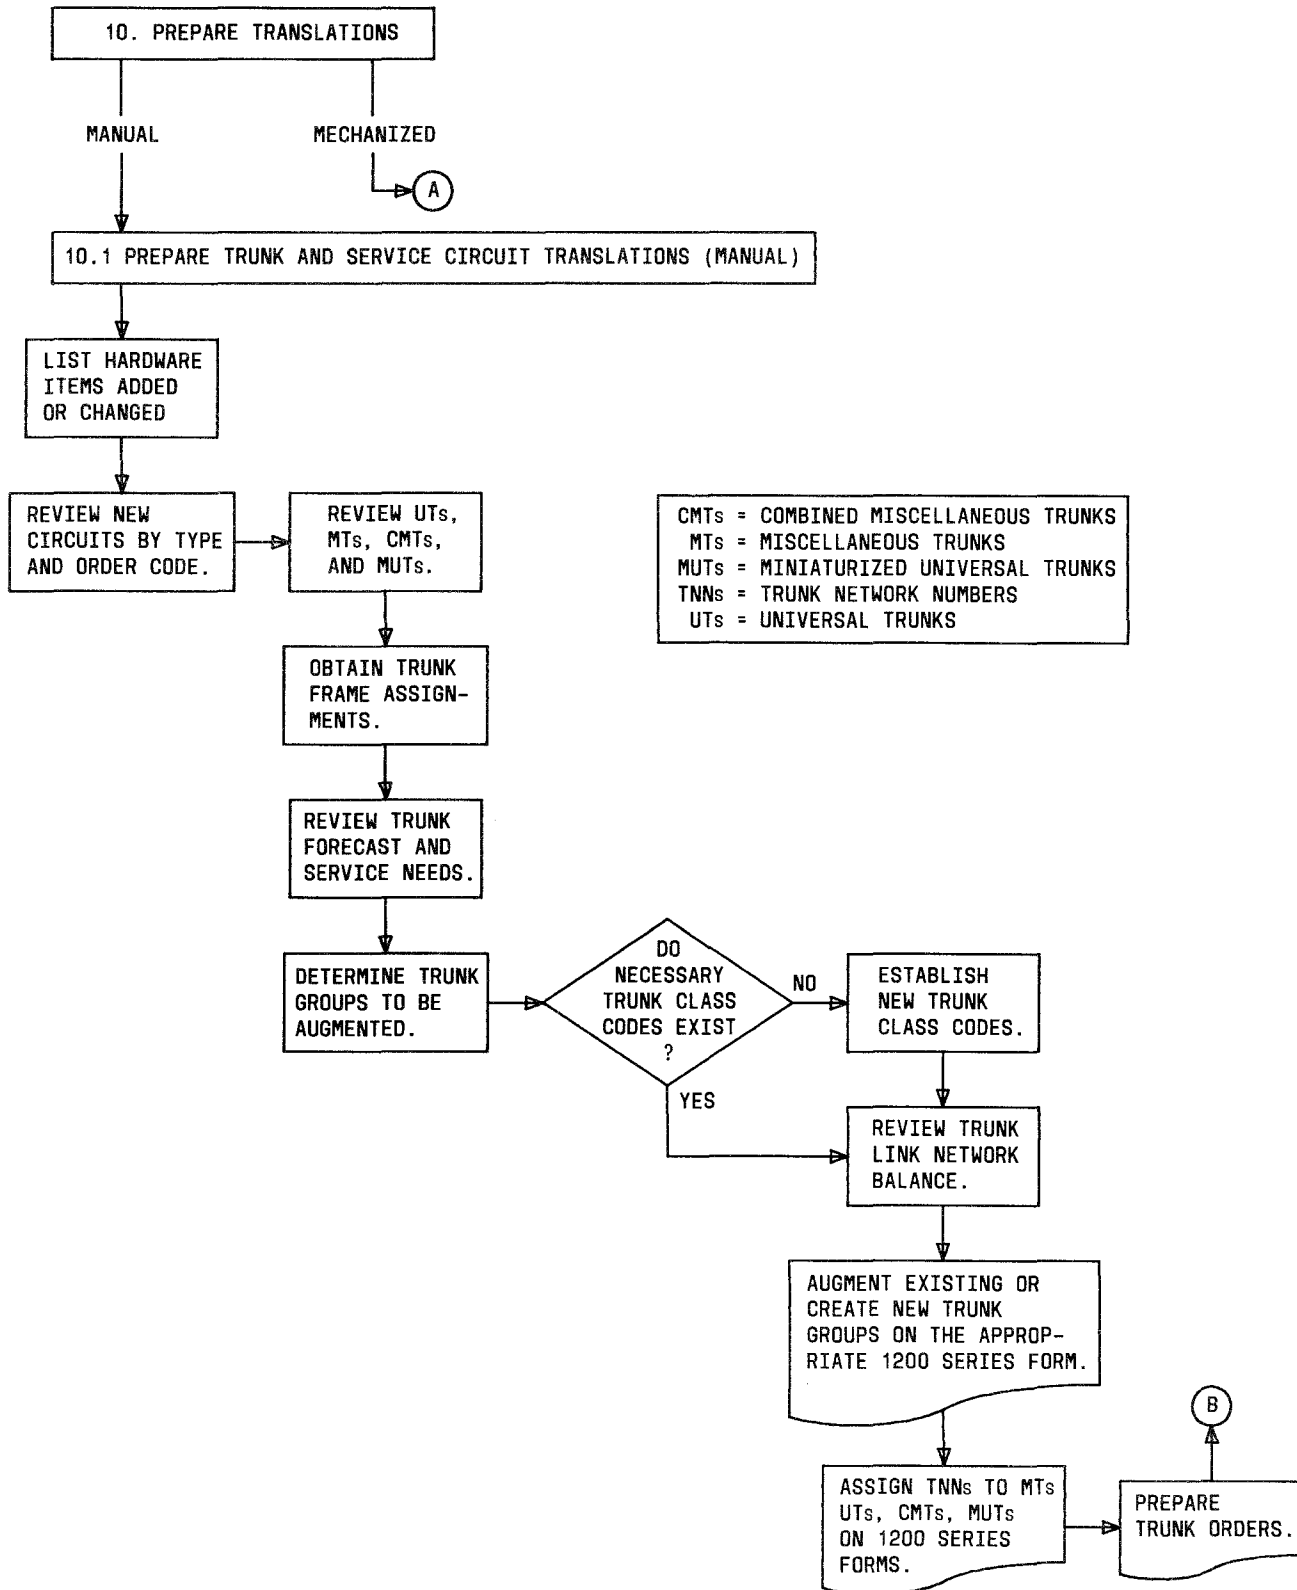 10. PREPARE TRANSLATIONS
MANUAL
MECHANIZED
A
10.1 PREPARE TRUNK AND SERVICE CIRCUIT TRANSLATIONS (MANUAL)
LIST HARDWARE
ITEMS ADDED
OR CHANGED
REVIEW NEW
CIRCUITS BY TYPE
AND ORDER CODE.
REVIEW UTs,
MTs, CMTs,
AND MUTs.
CMTs = COMBINED MISCELLANEOUS TRUNKS
MTs = MISCELLANEOUS TRUNKS
MUTs = MINIATURIZED UNIVERSAL TRUNKS
TNNs = TRUNK NETWORK NUMBERS
UTs = UNIVERSAL TRUNKS
OBTAIN TRUNK
FRAME ASSIGN-
MENTS.
REVIEW TRUNK
FORECAST AND
SERVICE NEEDS.
DETERMINE TRUNK
GROUPS TO BE
AUGMENTED.
DO
NECESSARY
TRUNK CLASS
CODES EXIST
?
NO
YES
ESTABLISH
NEW TRUNK
CLASS CODES.
REVIEW TRUNK
LINK NETWORK
BALANCE.
AUGMENT EXISTING OR
CREATE NEW TRUNK
GROUPS ON THE APPROP-
RIATE 1200 SERIES FORM.
ASSIGN TNNs TO MTs
UTs, CMTs, MUTs
ON 1200 SERIES
FORMS.
PREPARE
TRUNK ORDERS.
B